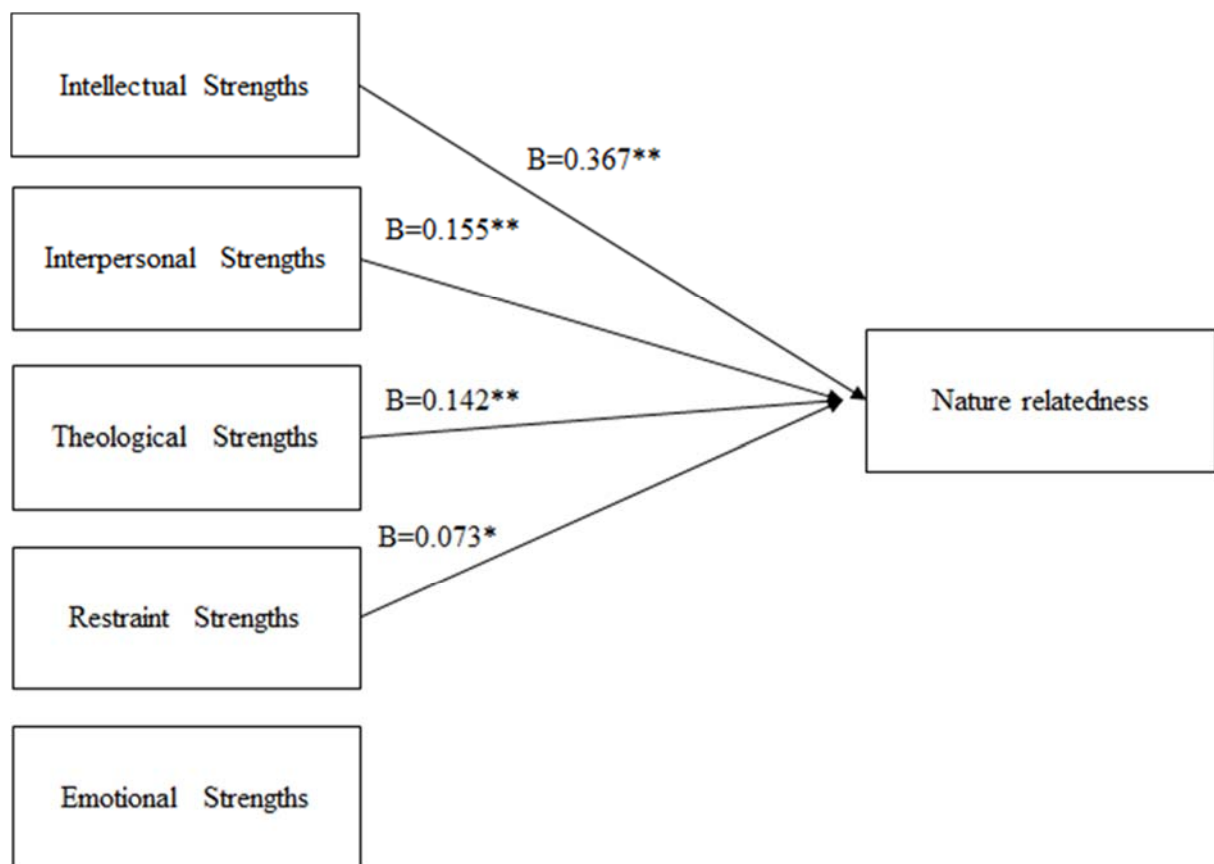 Intellectual Strengths
B=0.367**
B=0.155**
Interpersonal Strengths
B=0.142**
Nature relatedness
Theological Strengths
B=0.073*
Restraint Strengths
Emotional Strengths